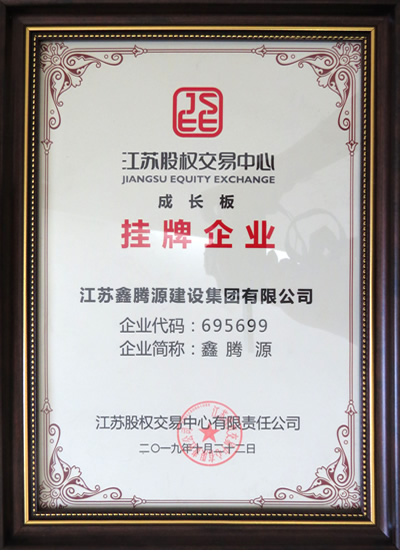 JS
EE
江苏股权交易中心
JIANGSU EQUITY EXCHANGE
成长板
挂牌企业
江苏鑫腾源建设集团有限公司
企业代码：695699
企业简称：鑫腾源
江苏股权交易中心有限责任公司
二〇一九年十月二十二日